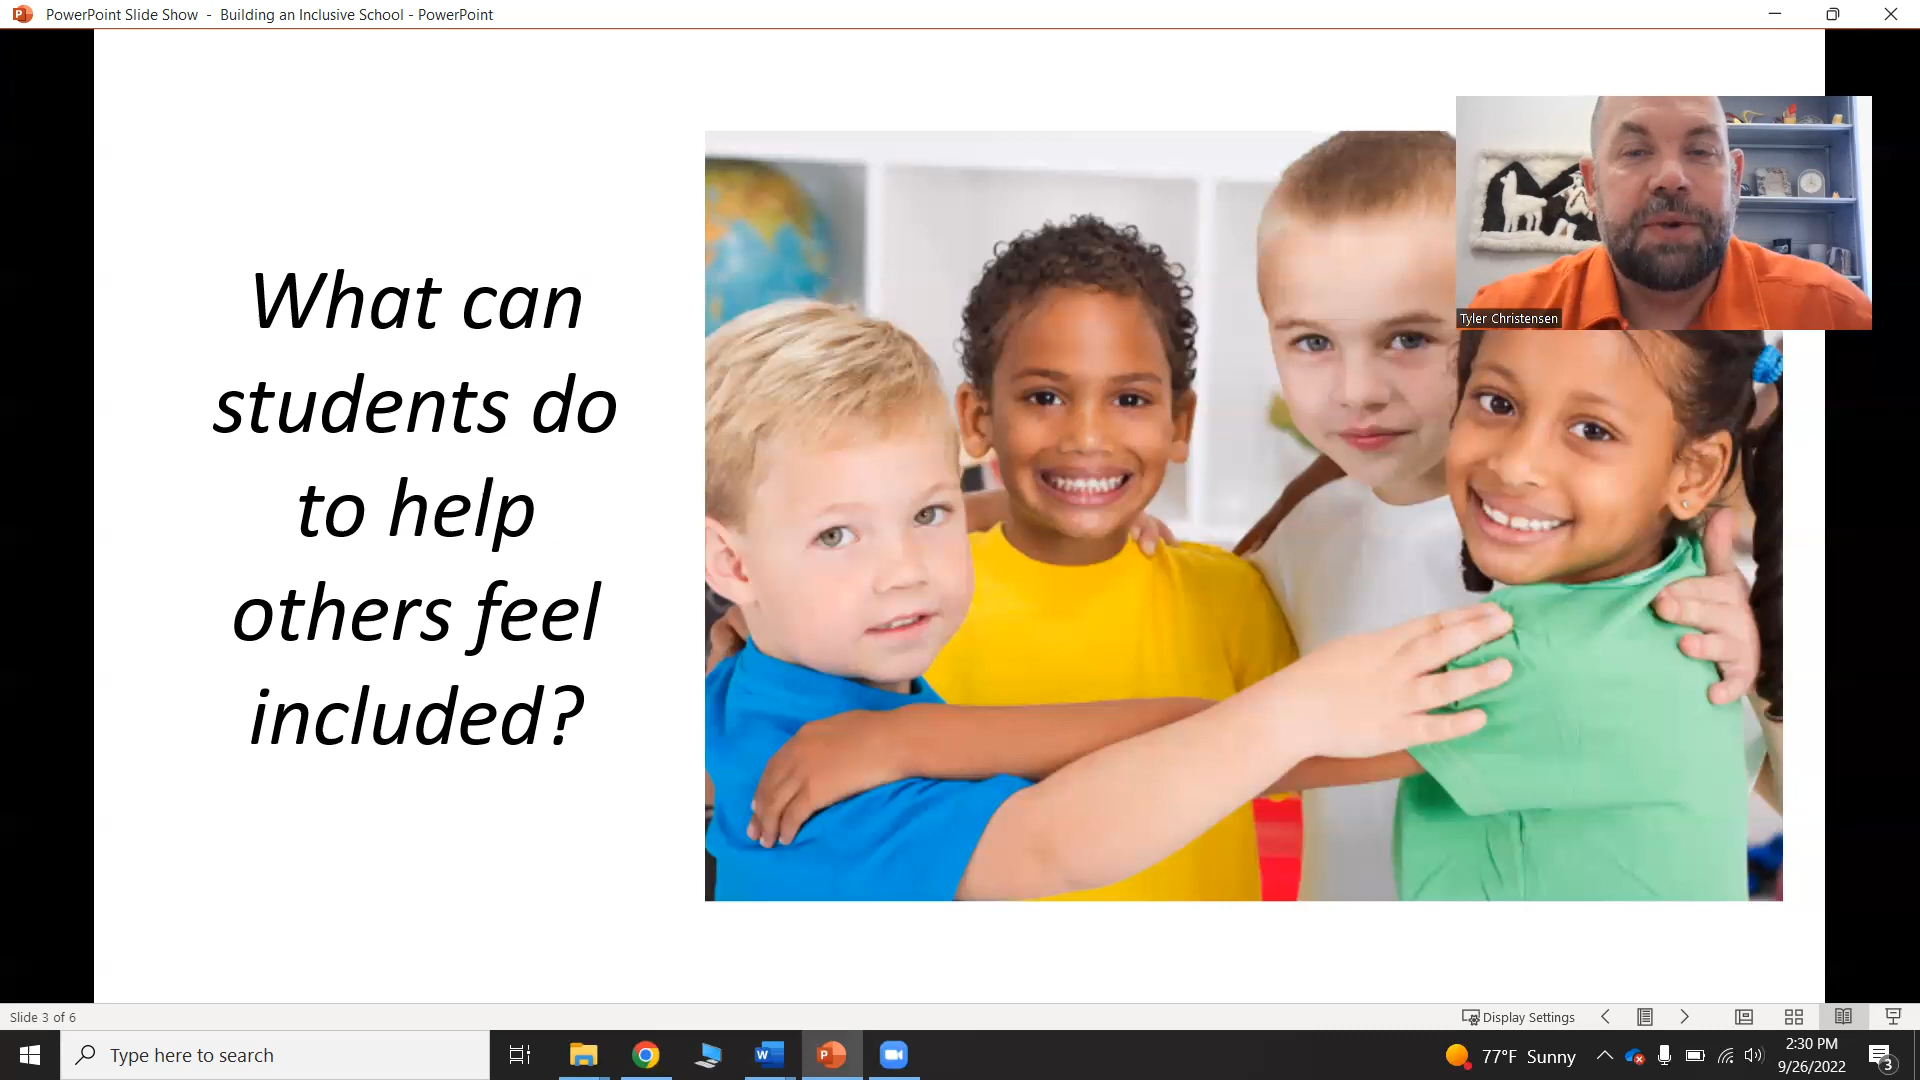 PowerPoint Slide Show - Building an Inclusive School - PowerPoint
What can
students do
to help
others feel
included?
Tyler Christensen
Slide 3 of 6
Display Settings
Type here to search
77°F Sunny
2:30 PM
9/26/2022
3